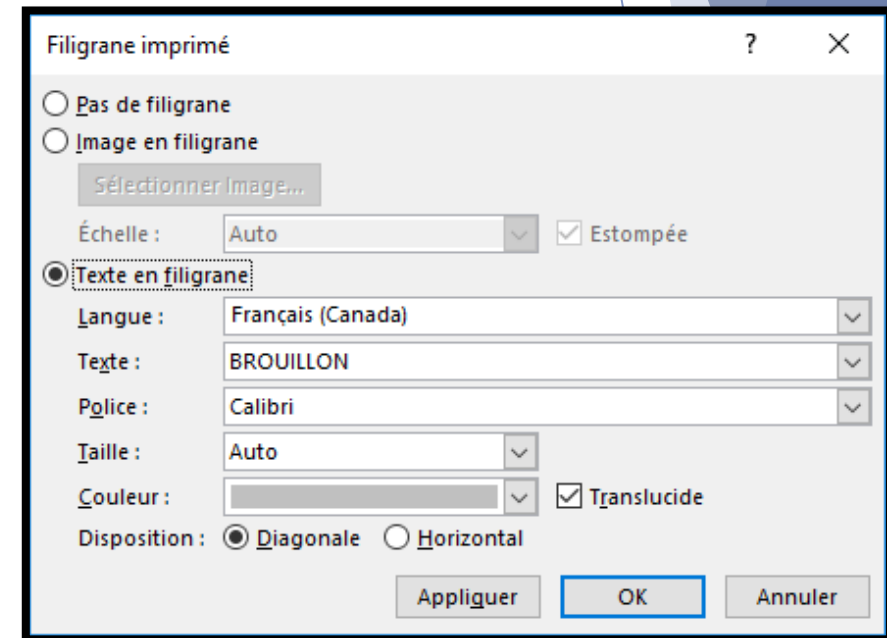 Filigrane imprimé ? ×
Pas de filigrane
Image en filigrane
Sélectionner Image...
Échelle : Auto Estompée
Texte en filigrane
Langue : Français (Canada)
Texte : BROUILLON
Police : Calibri
Taille : Auto
Couleur : Translucide
Disposition : Diagonale Horizontal
Appliquer OK Annuler